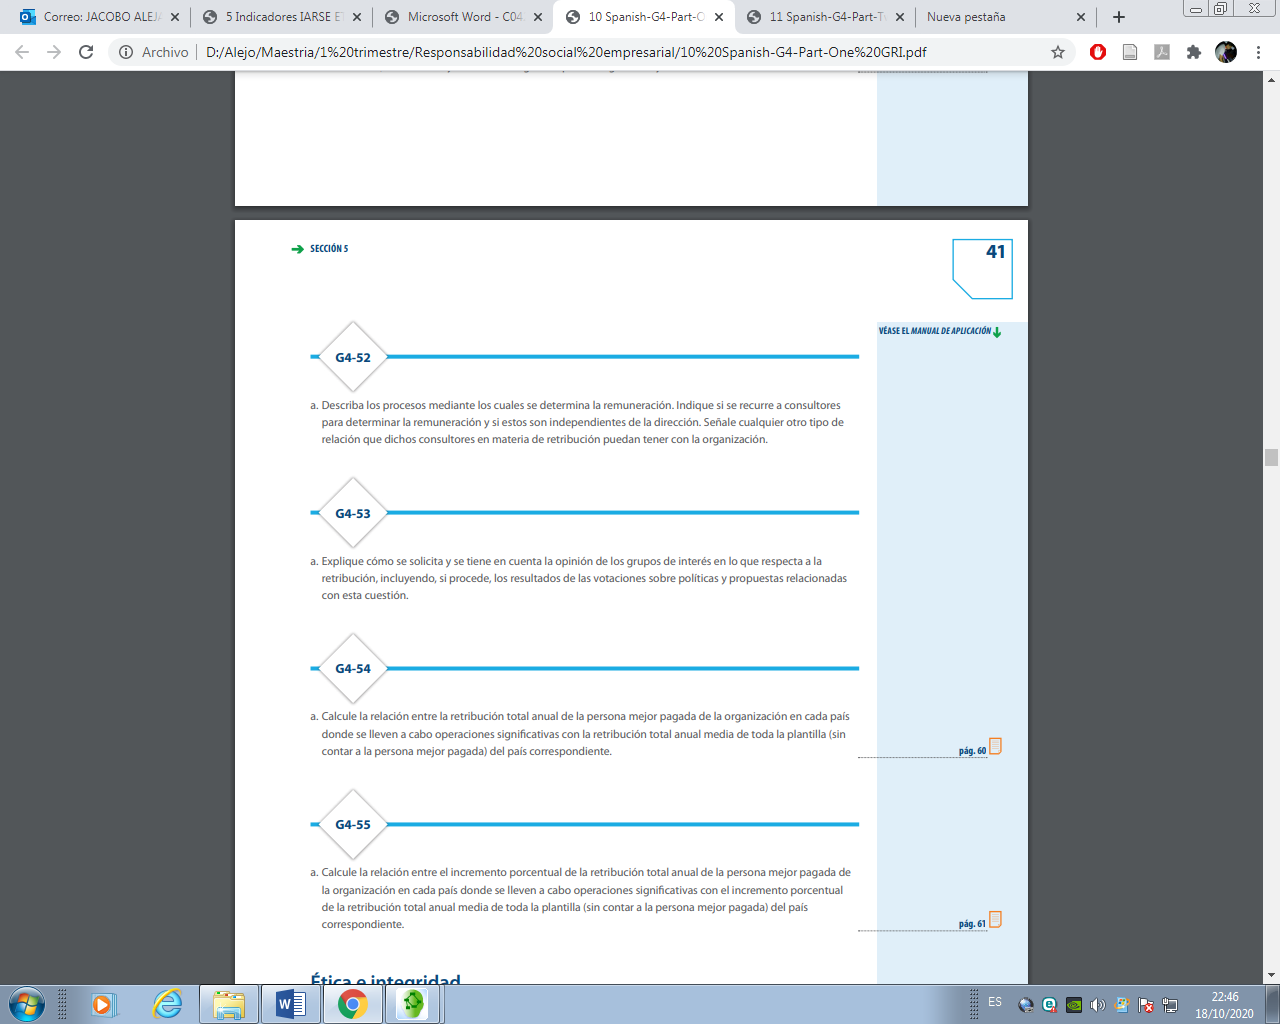 Correo: JACOBO ALEJA
5 Indicadores IARSE E
Microsoft Word - C04
10 Spanish-G4-Part-O
11 Spanish-G4-Part-T
Nueva pestaña
Archivo
D:/Alejo/Maestria/1%20trimestre/Responsabilidad%20social%20empresarial/10%20Spanish-G4-Part-One%20GRI.pdf
SECCIÓN 5
41
VÉASE EL MANUAL DE APLICACIÓN
G4-52
a. Describa los procesos mediante los cuales se determina la remuneración. Indique si se recurre a consultores
para determinar la remuneración y si estos son independientes de la dirección. Señale cualquier otro tipo de
relación que dichos consultores en materia de retribución puedan tener con la organización.
G4-53
a. Explique cómo se solicita y se tiene en cuenta la opinión de los grupos de interés en lo que respecta a la
retribución, incluyendo, si procede, los resultados de las votaciones sobre políticas y propuestas relacionadas
con esta cuestión.
G4-54
a. Calcule la relación entre la retribución total anual de la persona mejor pagada de la organización en cada país
donde se lleven a cabo operaciones significativas con la retribución total anual media de toda la plantilla (sin
contar a la persona mejor pagada) del país correspondiente.
pág. 60
G4-55
a. Calcule la relación entre el incremento porcentual de la retribución total anual de la persona mejor pagada de
la organización en cada país donde se lleven a cabo operaciones significativas con el incremento porcentual
de la retribución total anual media de toda la plantilla (sin contar a la persona mejor pagada) del país
correspondiente.
pág. 61
Ética e integridad
ES
22:46
18/10/2020